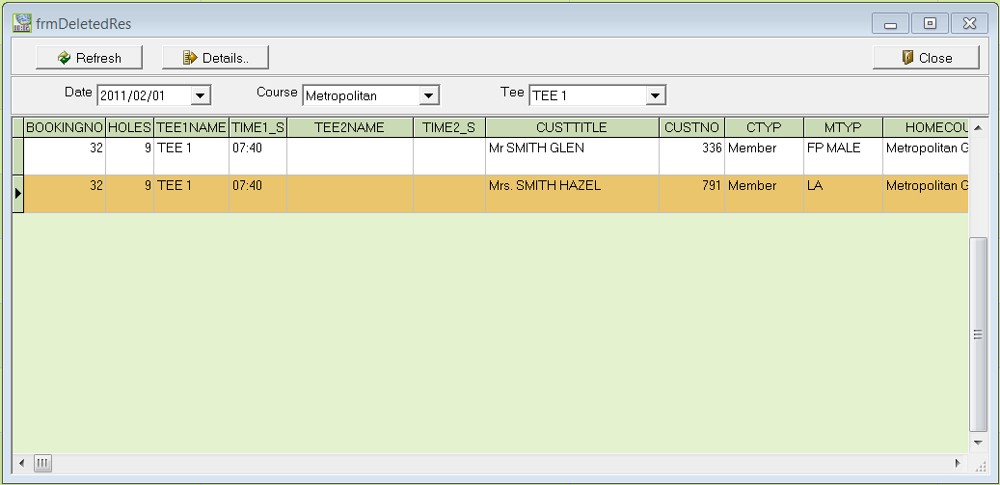 frmDeletedRes
Refresh Details.. Close
Date 2011/02/01 Course Metropolitan Tee TEE 1
BOOKINGNO HOLES TEE1NAME TIME1_S TEE2NAME TIME2_S CUSTTITLE CUSTNO CTYP MTYP HOMECOU
32 9 TEE 1 07:40 Mr SMITH GLEN 336 Member FP MALE Metropolitan G
32 9 TEE 1 07:40 Mrs. SMITH HAZEL 791 Member LA Metropolitan G